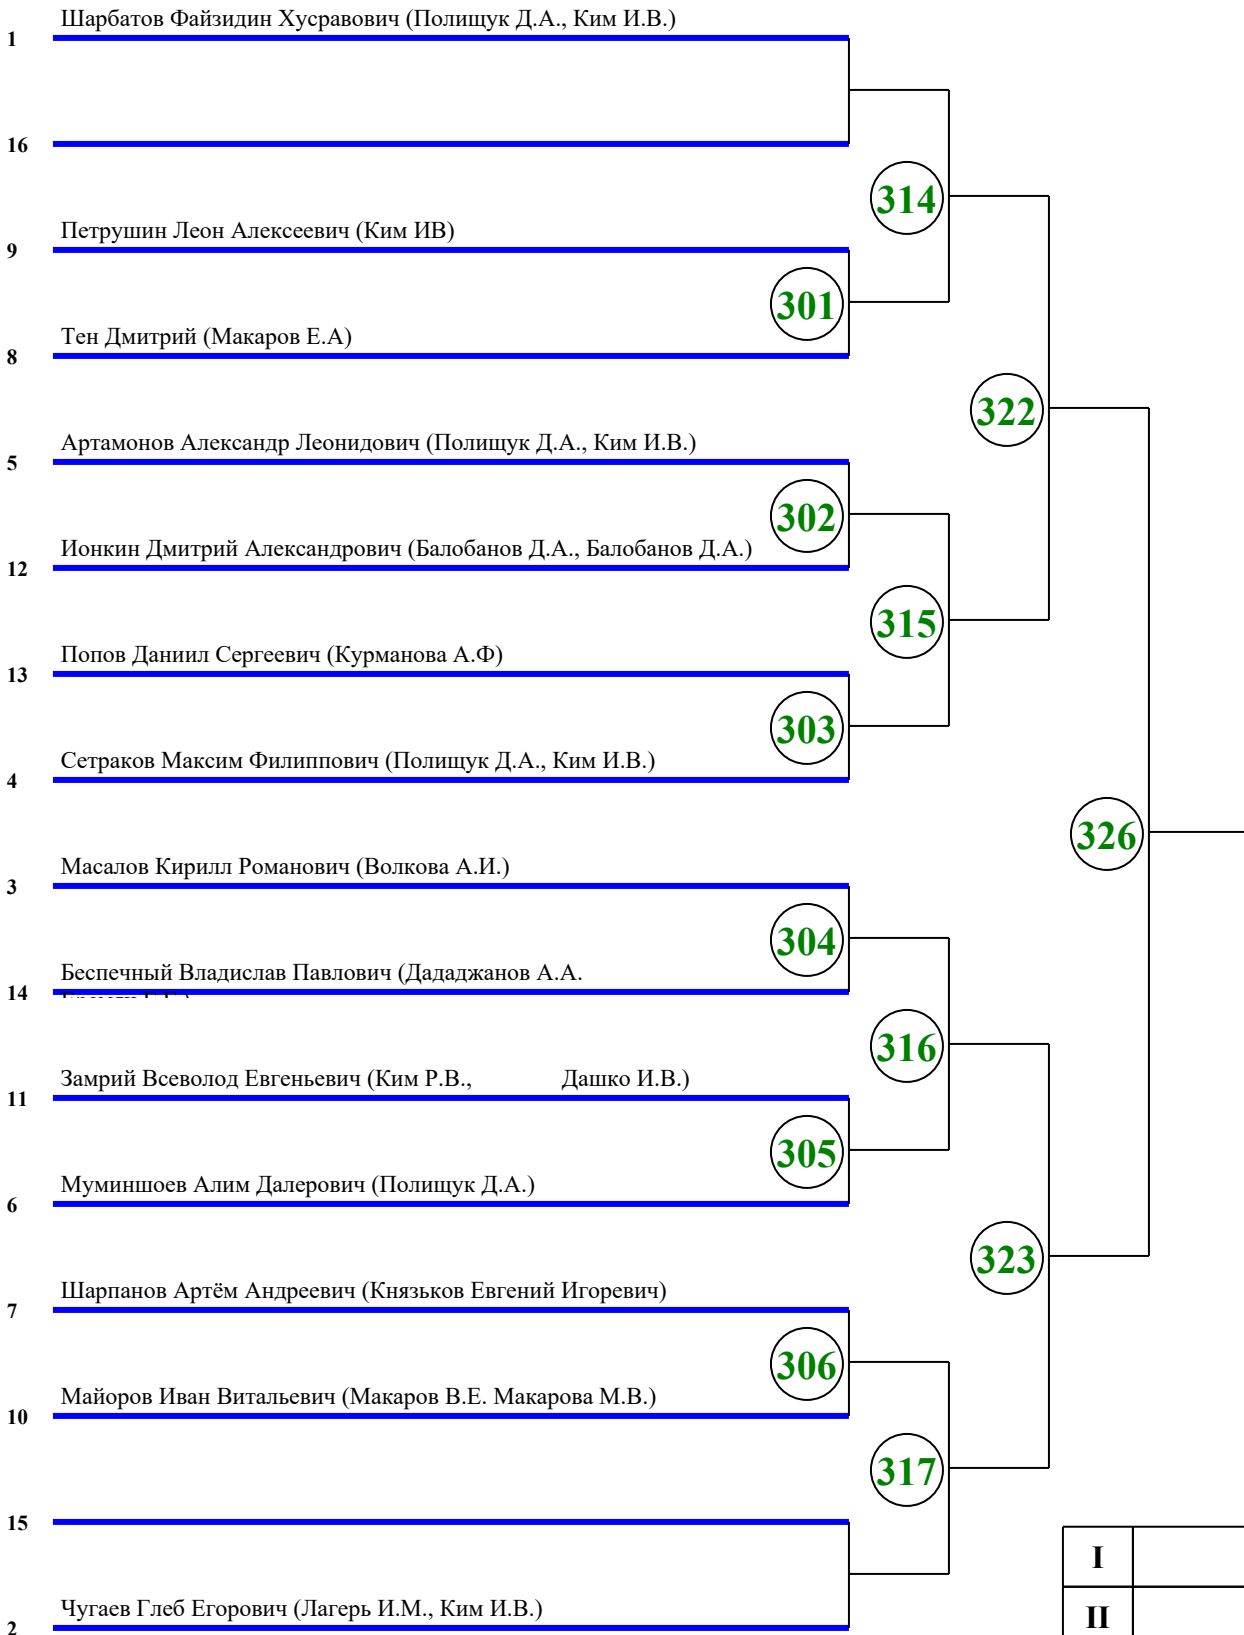 Шарбатов Файзидин Хусравович (Полищук Д.А., Ким И.В.)
1
16
314
Петрушин Леон Алексеевич (Ким ИВ)
9
301
Тен Дмитрий (Макаров Е.А)
8
322
Артамонов Александр Леонидович (Полищук Д.А., Ким И.В.)
5
302
Ионкин Дмитрий Александрович (Балобанов Д.А., Балобанов Д.А.)
12
315
Попов Даниил Сергеевич (Курманова А.Ф)
13
303
Сетраков Максим Филиппович (Полищук Д.А., Ким И.В.)
4
326
Масалов Кирилл Романович (Волкова А.И.)
3
304
Беспечный Владислав Павлович (Дададжанов А.А.
14
316
Замрий Всеволод Евгеньевич (Ким Р.В., Дашко И.В.)
11
305
Муминшоев Алим Далерович (Полищук Д.А.)
6
323
Шарпанов Артём Андреевич (Князьков Евгений Игоревич)
7
306
Майоров Иван Витальевич (Макаров В.Е. Макарова М.В.)
10
317
15
I
Чугаев Глеб Егорович (Лагерь И.М., Ким И.В.)
II
2